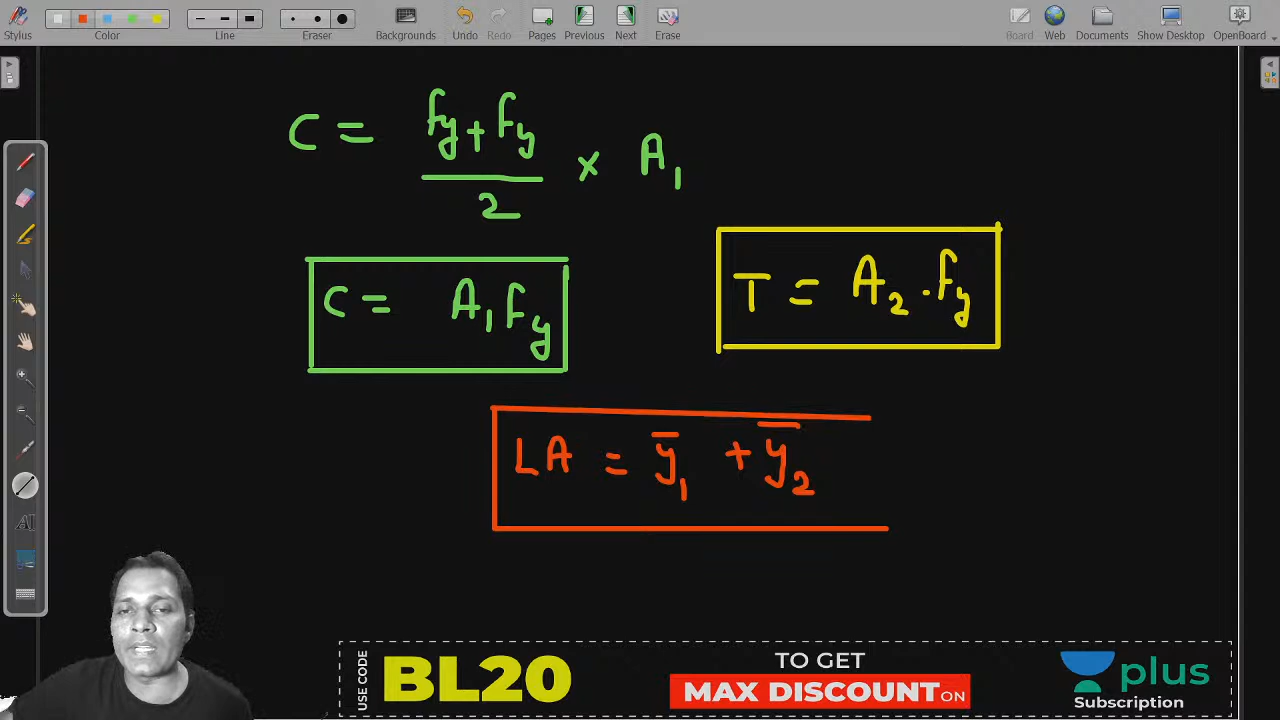 Stylus
Color
Line
Eraser
Backgrounds
Undo
Redo
Pages
Previous
Next
Erase
Board
Web
Documents
Show Desktop
OpenBoard
C = fy + fy
2
× A1
C = A1 fy
T = A2 . fy
LA = ȳ1 + ȳ2
USE CODE
BL20
TO GET
MAX DISCOUNT ON
plus
Subscription